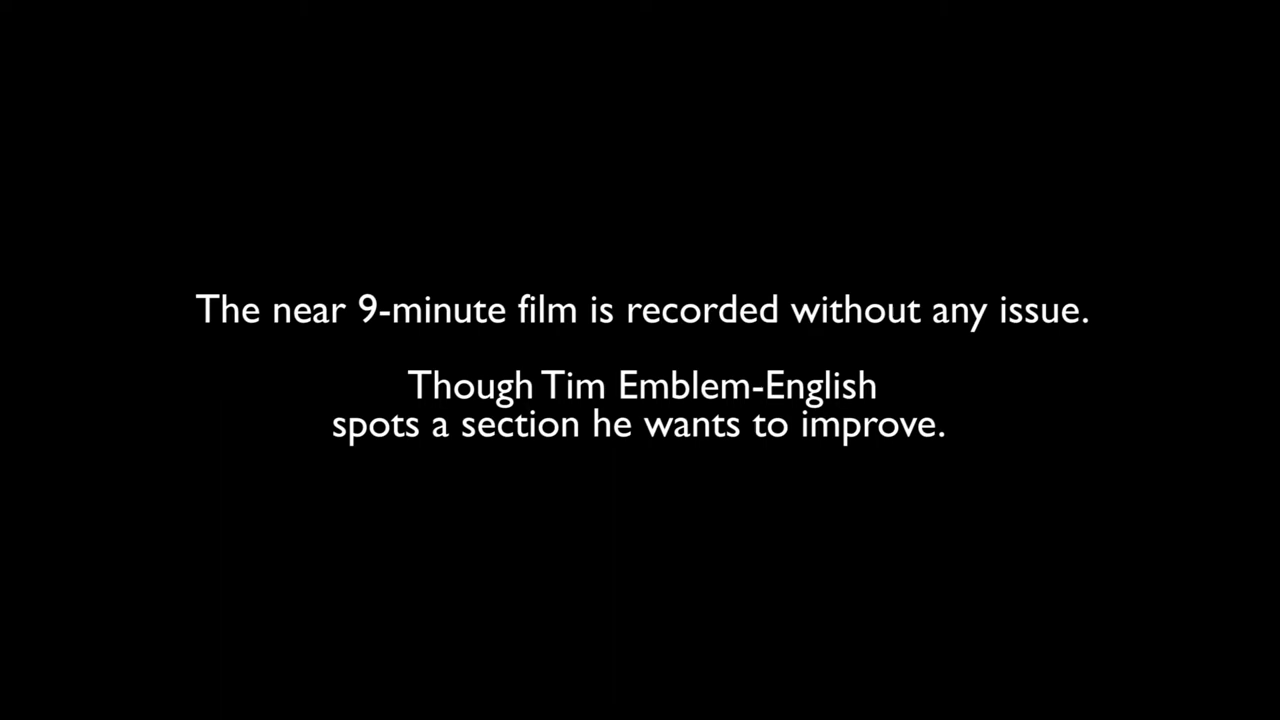 The near 9-minute film is recorded without any issue.
Though Tim Emblem-English
spots a section he wants to improve.